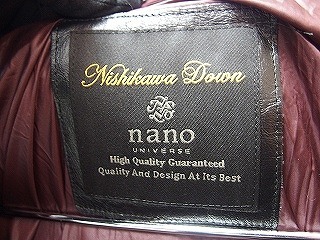 Nishikawa Down
nano
UNIVERSE
High Quality Guaranteed
Quality And Design At Its Best